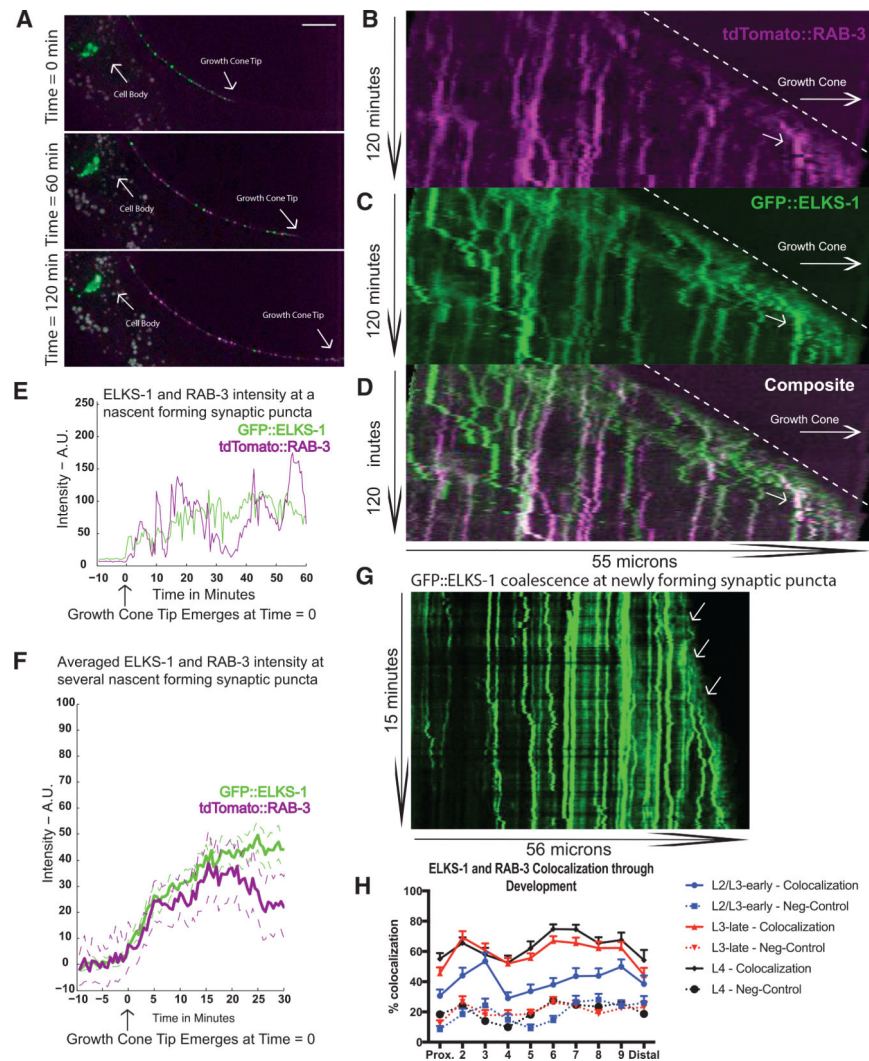 A
Time = 0 min
Growth Cone Tip
Cell Body
Time = 60 min
Growth Cone Tip
Cell Body
Time = 120 min
Growth Cone Tip
Cell Body
B
tdTomato::RAB-3
120 minutes
Growth Cone
C
GFP::ELKS-1
120 minutes
Growth Cone
D
Composite
120 inutes
Growth Cone
55 microns
E
ELKS-1 and RAB-3 intensity at a
nascent forming synaptic puncta
GFP::ELKS-1
tdTomato::RAB-3
Intensity – A.U.
250
200
150
100
50
0
-10 0 10 20 30 40 50 60
Time in Minutes
Growth Cone Tip Emerges at Time = 0
F
Averaged ELKS-1 and RAB-3 intensity at
several nascent forming synaptic puncta
GFP::ELKS-1
tdTomato::RAB-3
Intensity – A.U.
100
90
80
70
60
50
40
30
20
10
0
-10
-10 -5 0 5 10 15 20 25 30
Time in Minutes
Growth Cone Tip Emerges at Time = 0
G
GFP::ELKS-1 coalescence at newly forming synaptic puncta
15 minutes
56 microns
H
ELKS-1 and RAB-3 Colocalization through
Development
% colocalization
100
80
60
40
20
0
Prox. 2 3 4 5 6 7 8 9 Distal
L2/L3-early - Colocalization
L2/L3-early - Neg-Control
L3-late - Colocalization
L3-late - Neg-Control
L4 - Colocalization
L4 - Neg-Control